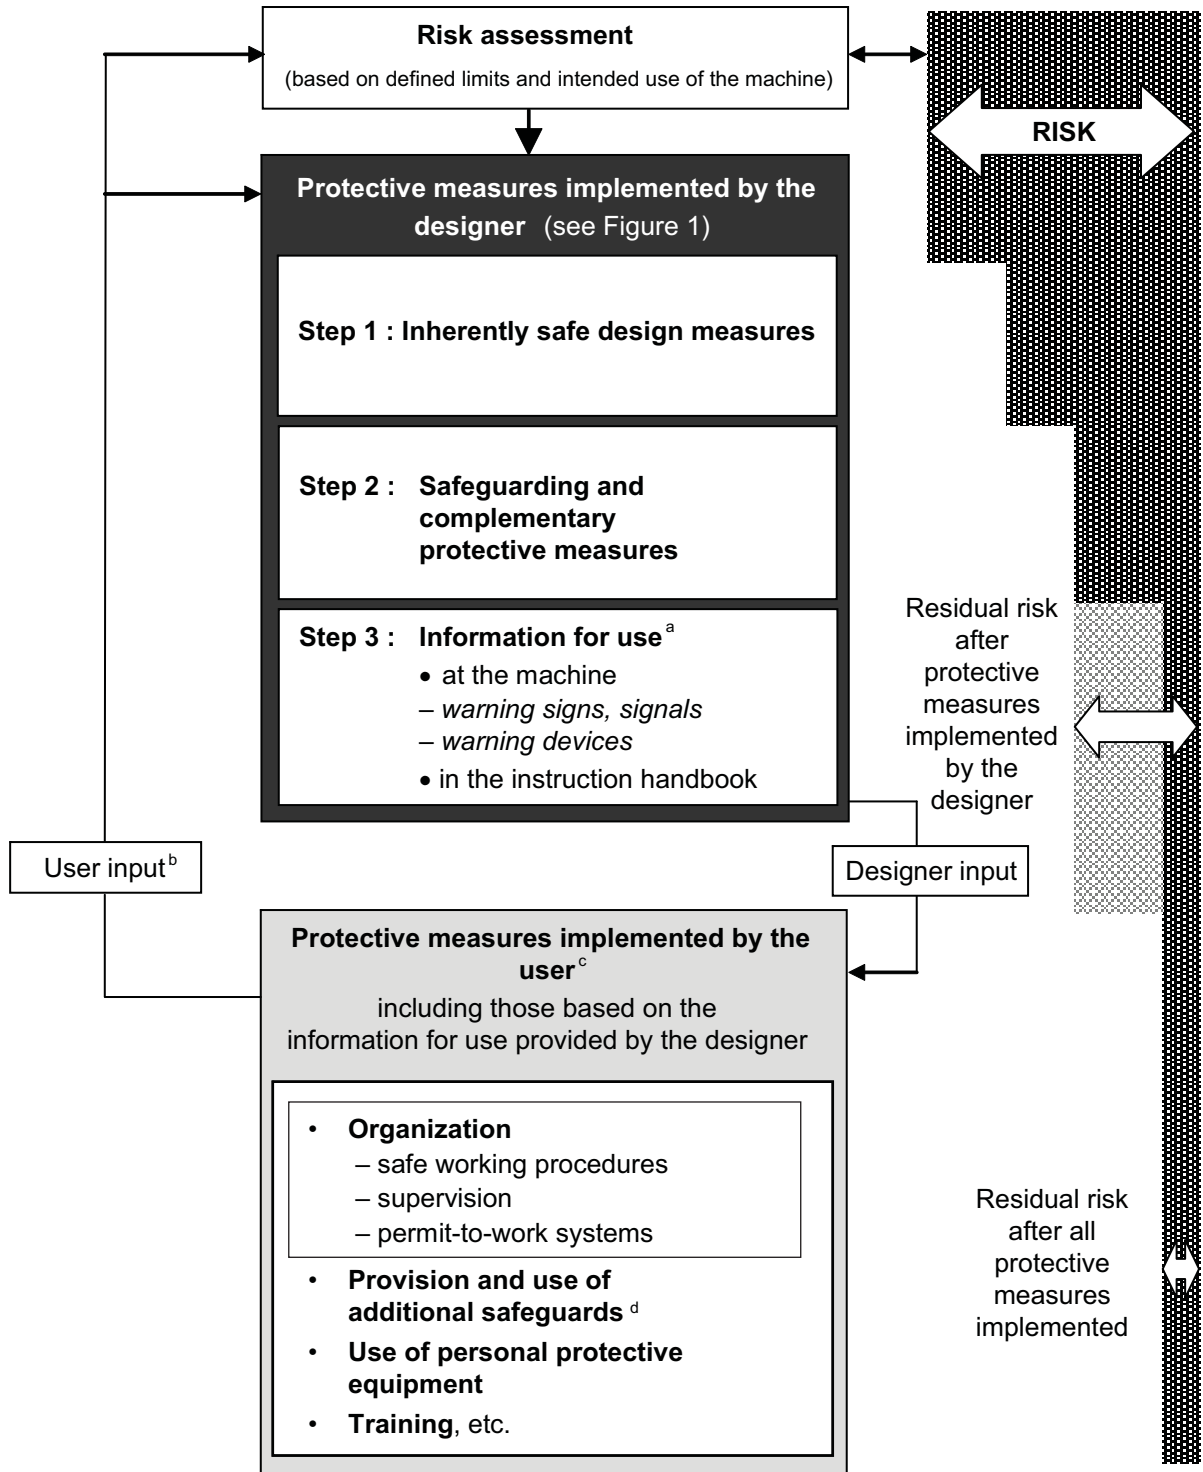 Risk assessment
(based on defined limits and intended use of the machine)
RISK
Protective measures implemented by the
designer (see Figure 1)
Step 1 : Inherently safe design measures
Step 2 : Safeguarding and
complementary
protective measures
Step 3 : Information for use a
• at the machine
– warning signs, signals
– warning devices
• in the instruction handbook
Residual risk
after
protective
measures
implemented
by the
designer
User input b
Designer input
Protective measures implemented by the
user c
including those based on the
information for use provided by the designer
• Organization
– safe working procedures
– supervision
– permit-to-work systems
• Provision and use of
additional safeguards d
• Use of personal protective
equipment
• Training, etc.
Residual risk
after all
protective
measures
implemented